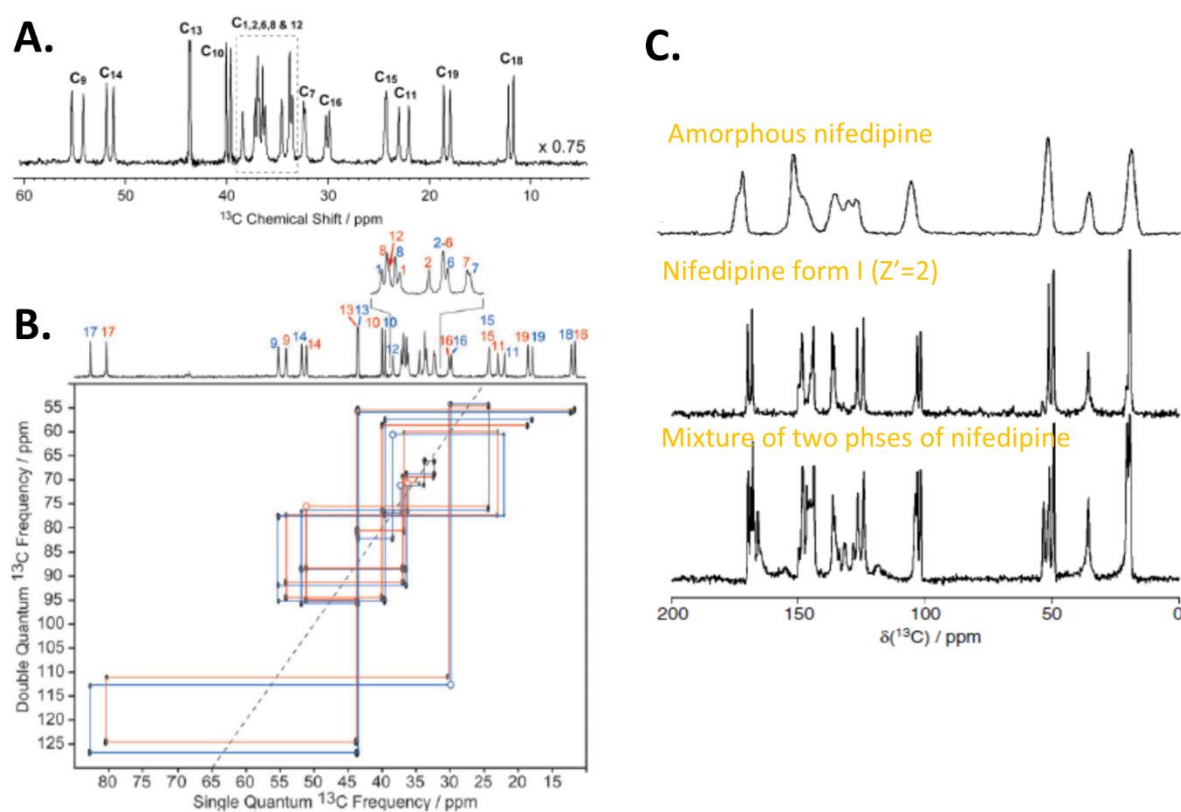 A.
C13
C1,2,6,8 & 12
C10
C9
C14
C7
C16
C15
C11
C19
C18
x 0.75
60 50 40 30 20 10
13C Chemical Shift / ppm
B.
12
8 8
1 1
2
2-6
6
7
7
17 17
9 9
14 14
13 13
10 10
12
16 16
15
15
11 11
19 19
18 18
55
60
65
70
75
80
85
90
95
100
105
110
115
120
125
Double Quantum 13C Frequency / ppm
80 75 70 65 60 55 50 45 40 35 30 25 20 15 10
Single Quantum 13C Frequency / ppm
C.
Amorphous nifedipine
Nifedipine form I (Z’=2)
Mixture of two phses of nifedipine
200 150 100 50 0
δ(13C) / ppm